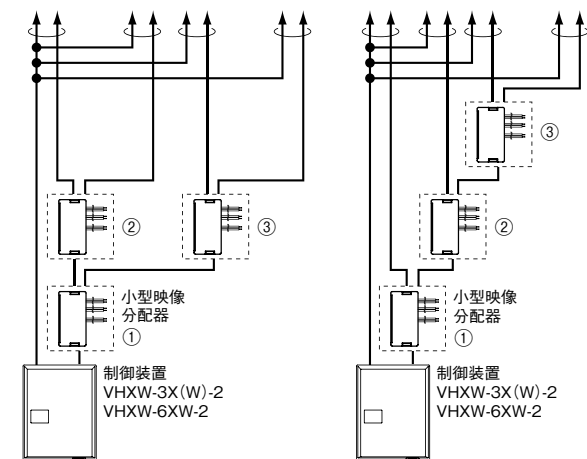 ③
②
③
②
小型映像
分配器
①
小型映像
分配器
①
制御装置
VHXW-3X(W)-2
VHXW-6XW-2
制御装置
VHXW-3X(W)-2
VHXW-6XW-2